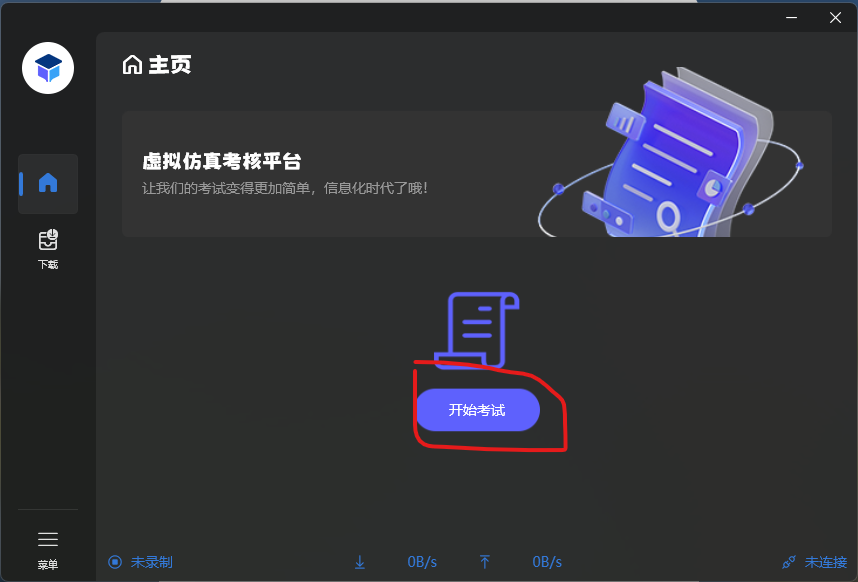 主页
虚拟仿真考核平台
让我们的考试变得更加简单，信息化时代了哦！
下载
开始考试
菜单
未录制
0B/s
0B/s
未连接